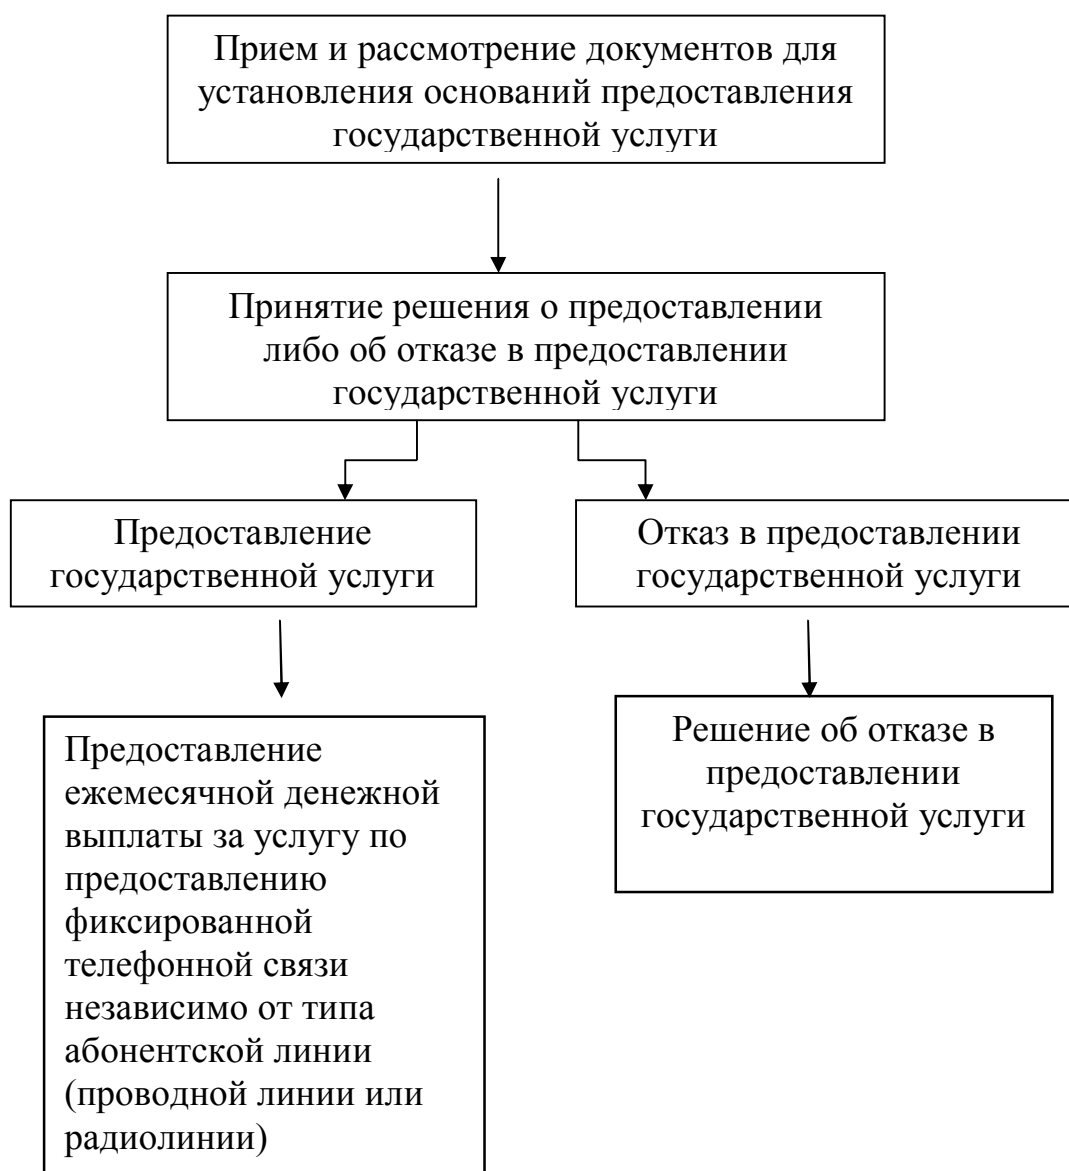 Прием и рассмотрение документов для
установления оснований предоставления
государственной услуги
Принятие решения о предоставлении
либо об отказе в предоставлении
государственной услуги
Предоставление
государственной услуги
Отказ в предоставлении
государственной услуги
Предоставление
ежемесячной денежной
выплаты за услугу по
предоставлению
фиксированной
телефонной связи
независимо от типа
абонентской линии
(проводной линии или
радиолинии)
Решение об отказе в
предоставлении
государственной услуги